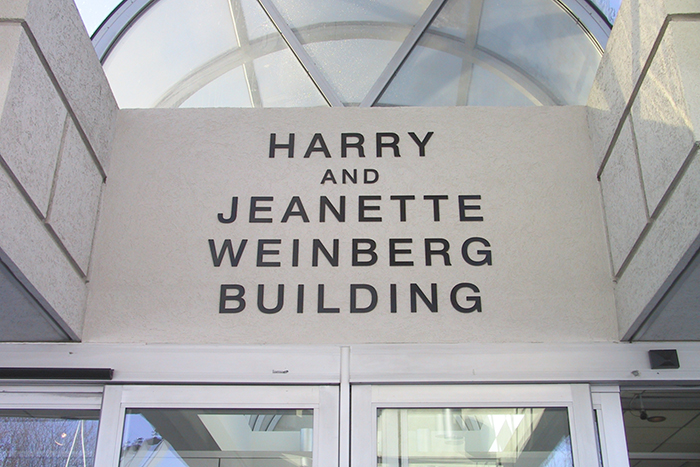 HARRY
AND
JEANETTE
WEINBERG
BUILDING